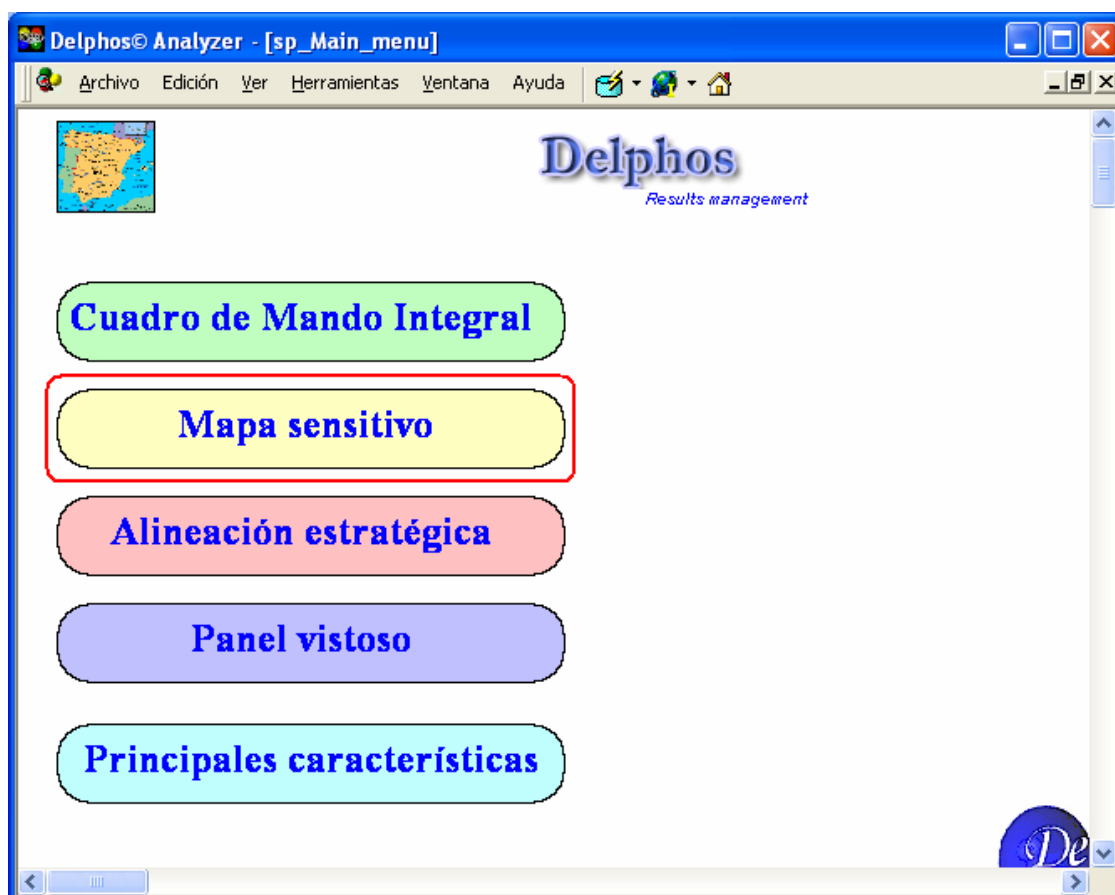 Delphos© Analyzer - [sp_Main_menu]
Archivo Edición Ver Herramientas Ventana Ayuda
Delphos
Results management
Cuadro de Mando Integral
Mapa sensitivo
Alineación estratégica
Panel vistoso
Principales características
De